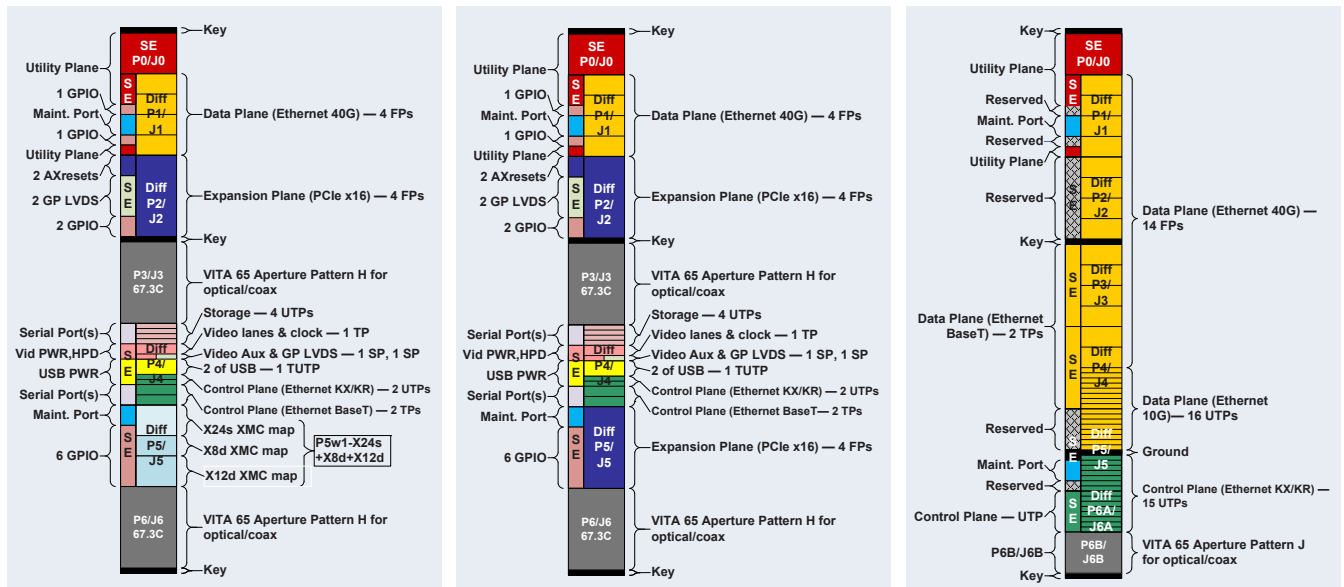 Key
SE
P0/J0
Utility Plane
S
E
Diff
P1/
J1
1 GPIO
Maint. Port
1 GPIO
Utility Plane
Data Plane (Ethernet 40G) — 4 FPs
2 AXresets
2 GP LVDS
2 GPIO
S
E
Diff
P2/
J2
Expansion Plane (PCIe x16) — 4 FPs
Key
P3/J3
67.3C
VITA 65 Aperture Pattern H for
optical/coax
Storage — 4 UTPs
Serial Port(s)
Video lanes & clock — 1 TP
Vid PWR,HPD
S
E
Diff
P4/
J4
Video Aux & GP LVDS — 1 SP, 1 SP
USB PWR
2 of USB — 1 TUTP
Serial Port(s)
Control Plane (Ethernet KX/KR) — 2 UTPs
Maint. Port
Control Plane (Ethernet BaseT) — 2 TPs
6 GPIO
S
E
Diff
P5/
J5
X24s XMC map
X8d XMC map
X12d XMC map
P5w1-X24s
+X8d+X12d
P6/J6
67.3C
VITA 65 Aperture Pattern H for
optical/coax
Key
Key
SE
P0/J0
Utility Plane
S
E
Diff
P1/
J1
1 GPIO
Maint. Port
1 GPIO
Utility Plane
Data Plane (Ethernet 40G) — 4 FPs
2 AXresets
2 GP LVDS
2 GPIO
S
E
Diff
P2/
J2
Expansion Plane (PCIe x16) — 4 FPs
Key
P3/J3
67.3C
VITA 65 Aperture Pattern H for
optical/coax
Storage — 4 UTPs
Serial Port(s)
Video lanes & clock — 1 TP
Vid PWR,HPD
S
E
Diff
P4/
J4
Video Aux & GP LVDS — 1 SP, 1 SP
USB PWR
2 of USB — 1 TUTP
Serial Port(s)
Control Plane (Ethernet KX/KR) — 2 UTPs
Maint. Port
Control Plane (Ethernet BaseT— 2 TPs
6 GPIO
S
E
Diff
P5/
J5
Expansion Plane (PCIe x16) — 4 FPs
P6/J6
67.3C
VITA 65 Aperture Pattern H for
optical/coax
Key
Key
SE
P0/J0
Utility Plane
S
E
Diff
P1/
J1
Reserved
Maint. Port
Reserved
Utility Plane
Reserved
S
E
Diff
P2/
J2
Data Plane (Ethernet 40G) —
14 FPs
Key
S
E
Diff
P3/
J3
Data Plane (Ethernet
BaseT) — 2 TPs
S
E
Diff
P4/
J4
Data Plane (Ethernet
10G)— 16 UTPs
Reserved
S
E
Diff
P5/
J5
Ground
Maint. Port
Reserved
Control Plane (Ethernet KX/KR) —
15 UTPs
Control Plane — UTP
S
E
Diff
P6A/
J6A
P6B/J6B
P6B/
J6B
VITA 65 Aperture Pattern J
for optical/coax
Key